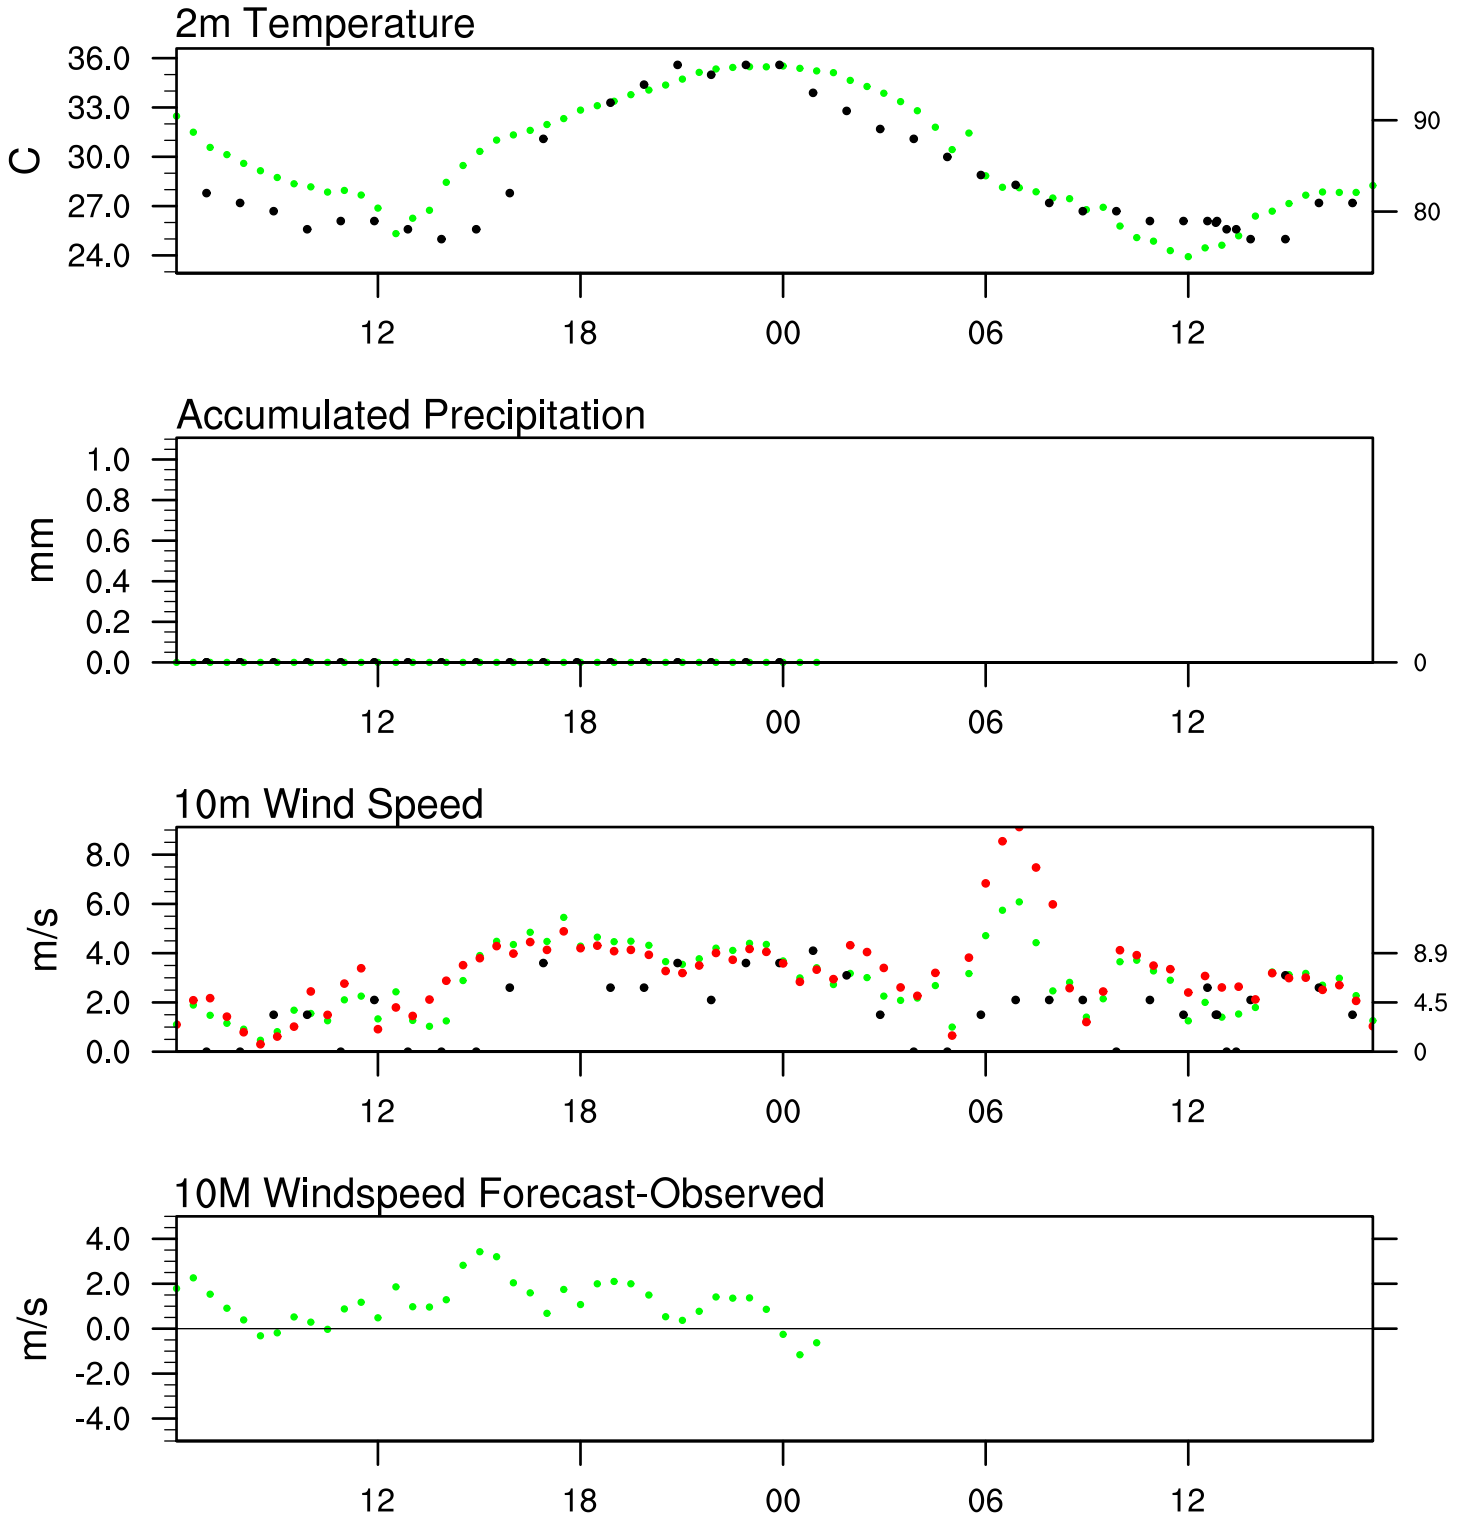 2m Temperature
36.0
33.0
30.0
27.0
24.0
C
90
80
12 18 00 06 12
Accumulated Precipitation
1.0
0.8
0.6
0.4
0.2
0.0
mm
0
12 18 00 06 12
10m Wind Speed
8.0
6.0
4.0
2.0
0.0
m/s
8.9
4.5
0
12 18 00 06 12
10M Windspeed Forecast-Observed
4.0
2.0
0.0
-2.0
-4.0
m/s
12 18 00 06 12